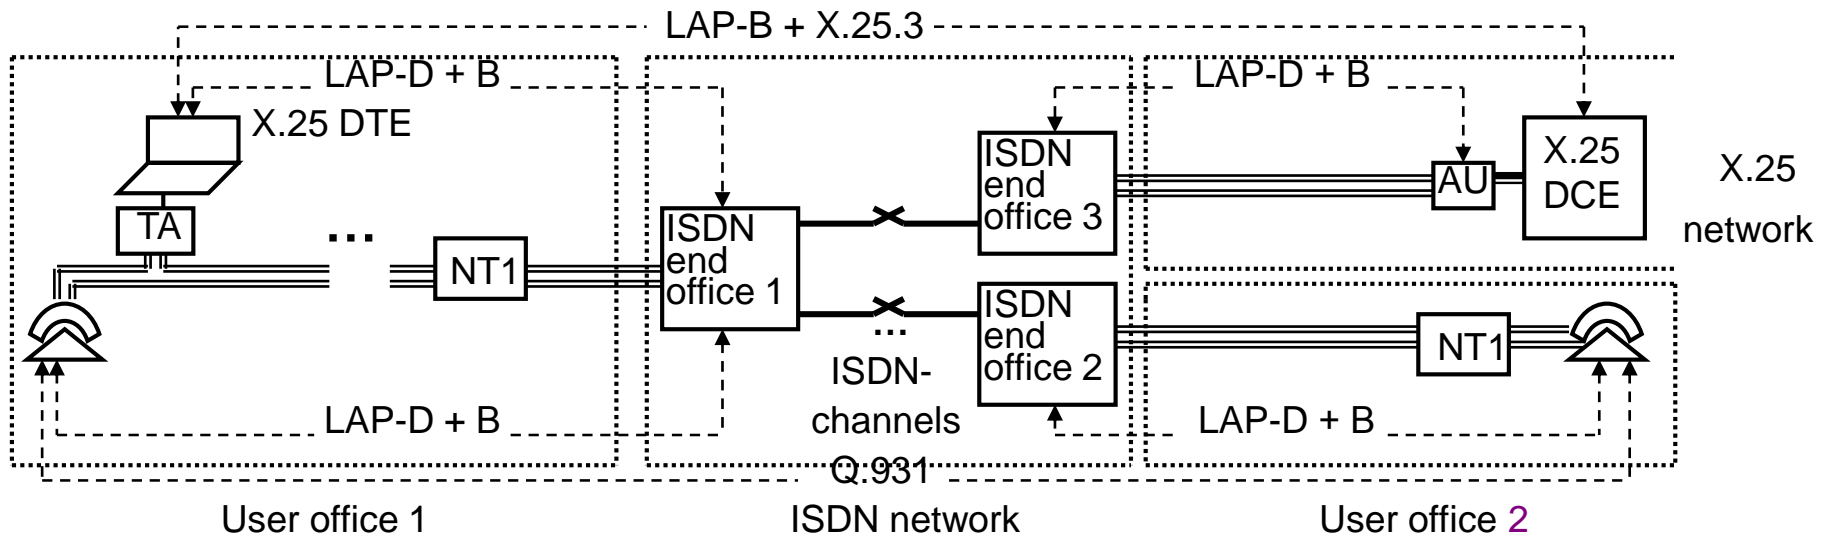 LAP-B + X.25.3
LAP-D + B
LAP-D + B
X.25 DTE
TA
...
NT1
ISDN
end
office 1
ISDN
end
office 3
AU
X.25
DCE
X.25
network
ISDN
end
office 2
NT1
...
ISDN-
channels
LAP-D + B
LAP-D + B
Q.931
User office 1
ISDN network
User office 2